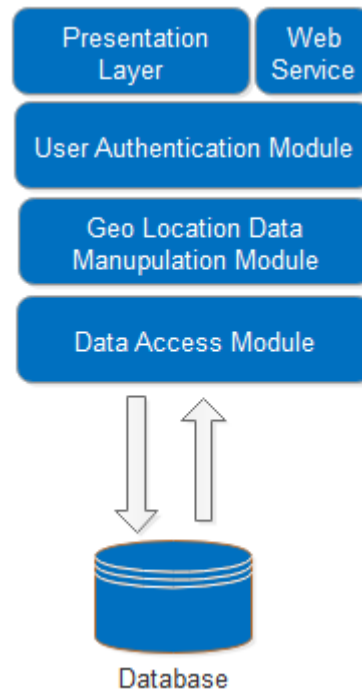 Presentation
Layer
Web
Service
User Authentication Module
Geo Location Data
Manupulation Module
Data Access Module
Database